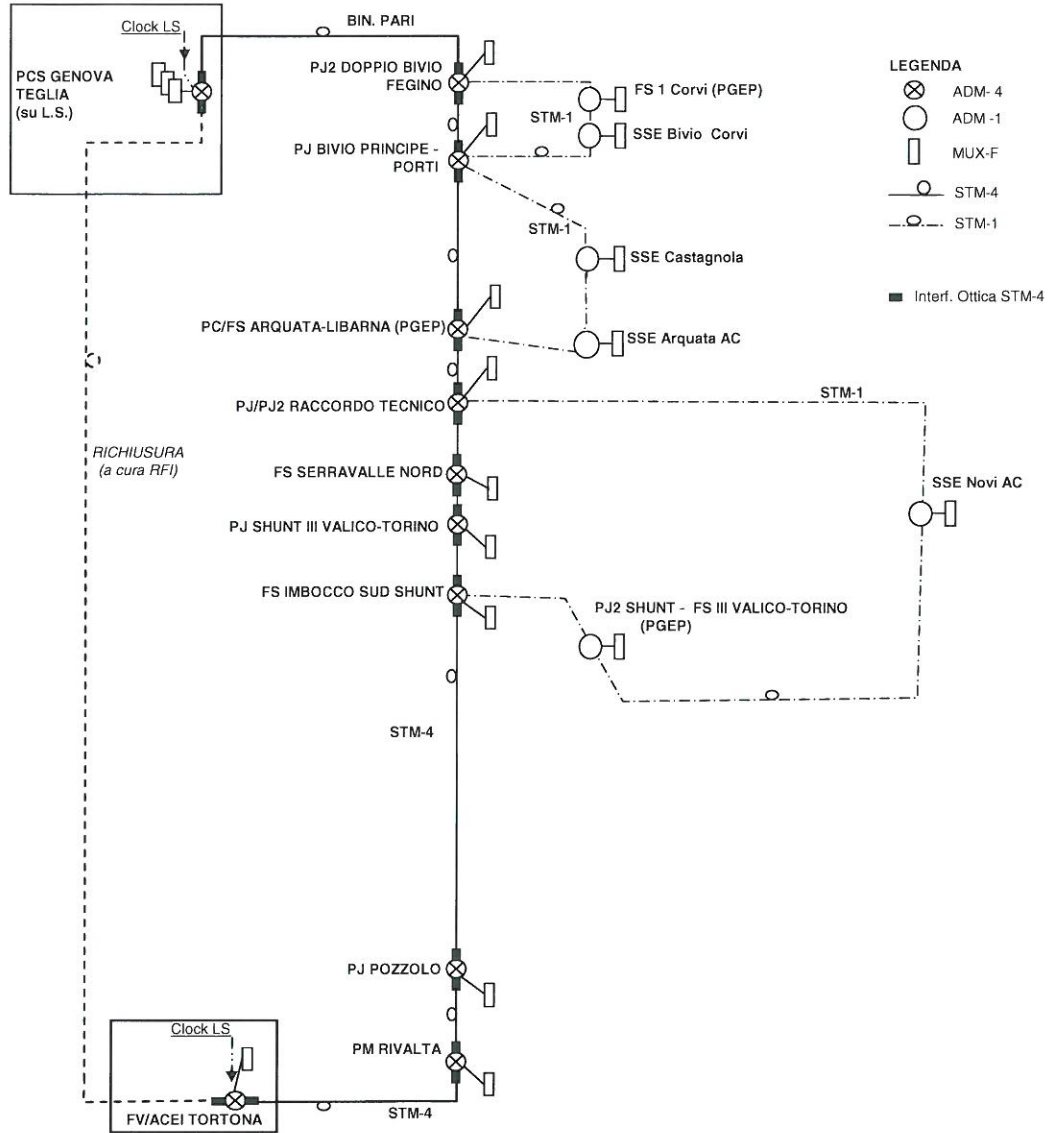 BIN. PARI
Clock LS
PCS GENOVA
TEGLIA
(su L.S.)
PJ2 DOPPIO BIVIO
FEGINO
FS 1 Corvi (PGEP)
STM-1
SSE Bivio Corvi
PJ BIVIO PRINCIPE -
PORTI
STM-1
SSE Castagnola
PC/FS ARQUATA-LIBARNA (PGEP)
SSE Arquata AC
STM-1
PJ/PJ2 RACCORDO TECNICO
RICHIUSURA
(a cura RFI)
FS SERRAVALLE NORD
SSE Novi AC
PJ SHUNT III VALICO-TORINO
FS IMBOCCO SUD SHUNT
PJ2 SHUNT - FS III VALICO-TORINO
(PGEP)
STM-4
PJ POZZOLO
PM RIVALTA
Clock LS
FV/ACEI TORTONA
STM-4
LEGENDA
ADM- 4
ADM -1
MUX-F
STM-4
STM-1
Interf. Ottica STM-4